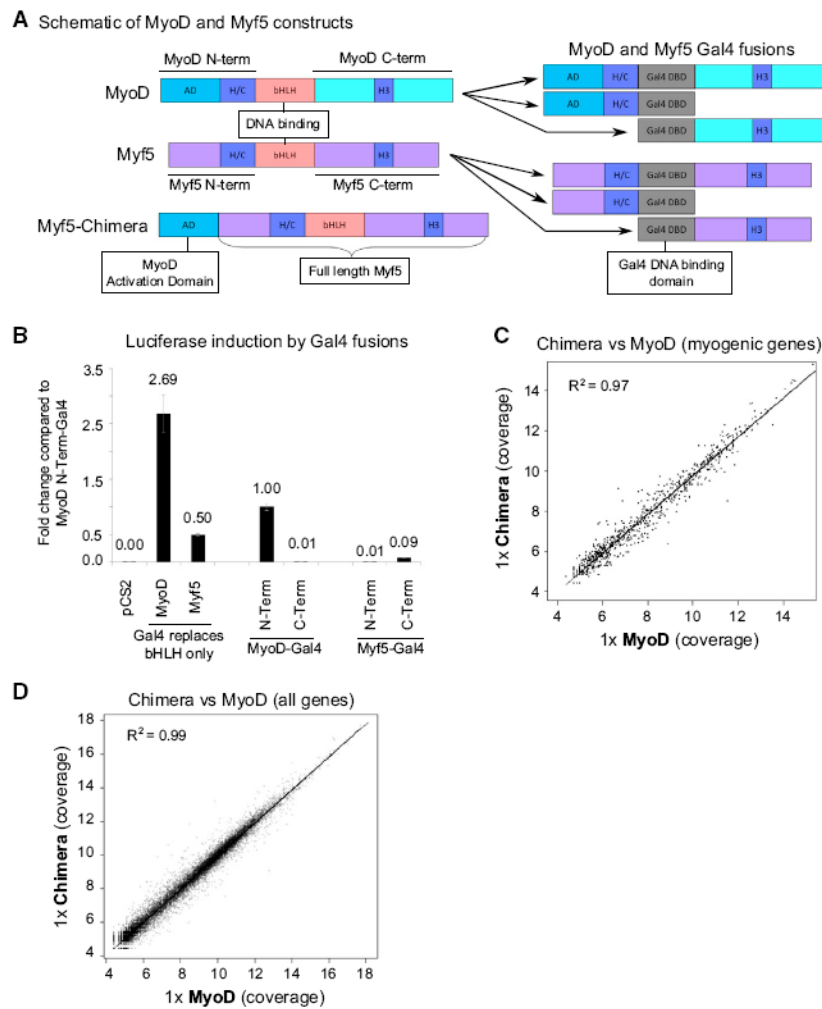 A Schematic of MyoD and Myf5 constructs
MyoD N-term
MyoD C-term
MyoD
AD
H/C
bHLH
H3
DNA binding
Myf5
H/C
bHLH
H3
Myf5 N-term
Myf5 C-term
Myf5-Chimera
AD
H/C
bHLH
H3
MyoD
Activation Domain
Full length Myf5
MyoD and Myf5 Gal4 fusions
AD
H/C
Gal4 DBD
H3
AD
H/C
Gal4 DBD
Gal4 DBD
H3
H/C
Gal4 DBD
H3
H/C
Gal4 DBD
Gal4 DBD
H3
Gal4 DNA binding
domain
B
Luciferase induction by Gal4 fusions
Fold change compared to
MyoD N-Term-Gal4
3.5
2.5
1.5
0.5
0.0
0.00
2.69
0.50
1.00
0.01
0.01
0.09
pCS2
MyoD
Myf5
N-Term
C-Term
N-Term
C-Term
Gal4 replaces
bHLH only
MyoD-Gal4
Myf5-Gal4
C
Chimera vs MyoD (myogenic genes)
R² = 0.97
1x Chimera (coverage)
14
12
10
8
6
4
4 6 8 10 12 14
1x MyoD (coverage)
D
Chimera vs MyoD (all genes)
R² = 0.99
1x Chimera (coverage)
18
16
14
12
10
8
6
4
4 6 8 10 12 14 16 18
1x MyoD (coverage)